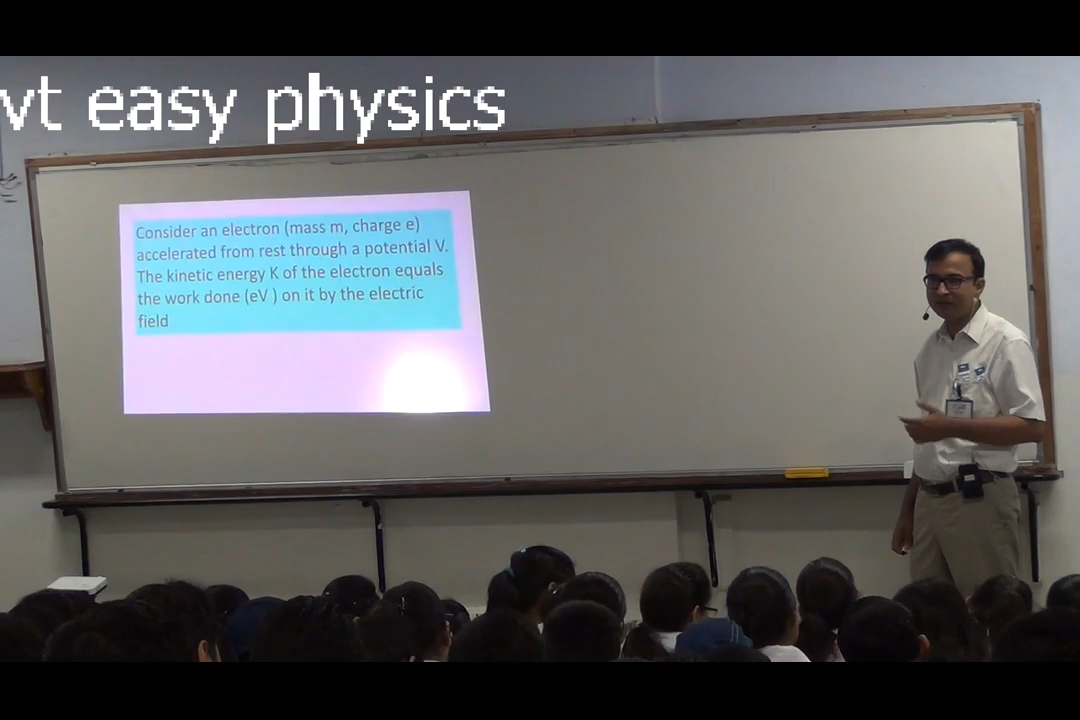 vt easy physics
Consider an electron (mass m, charge e)
accelerated from rest through a potential V.
The kinetic energy K of the electron equals
the work done (eV ) on it by the electric
field